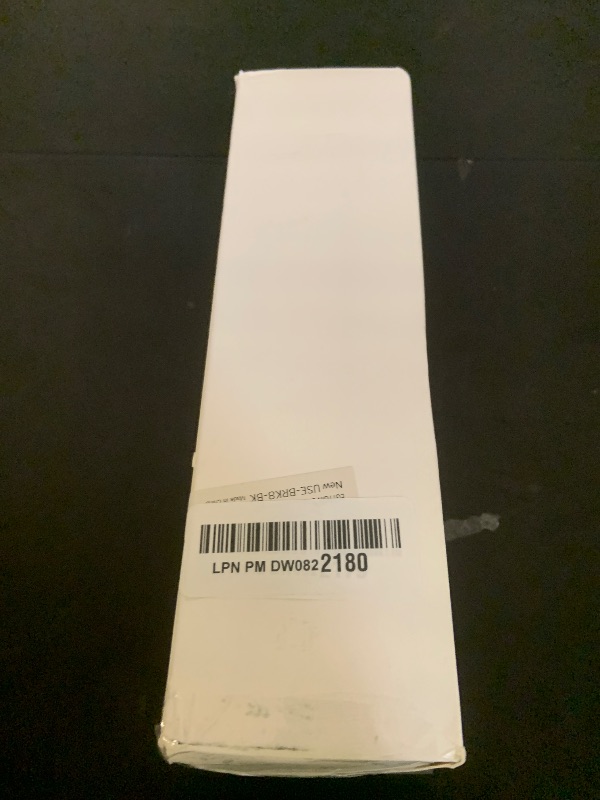 New USE-BRK8-BK
LPN PM DW0822180